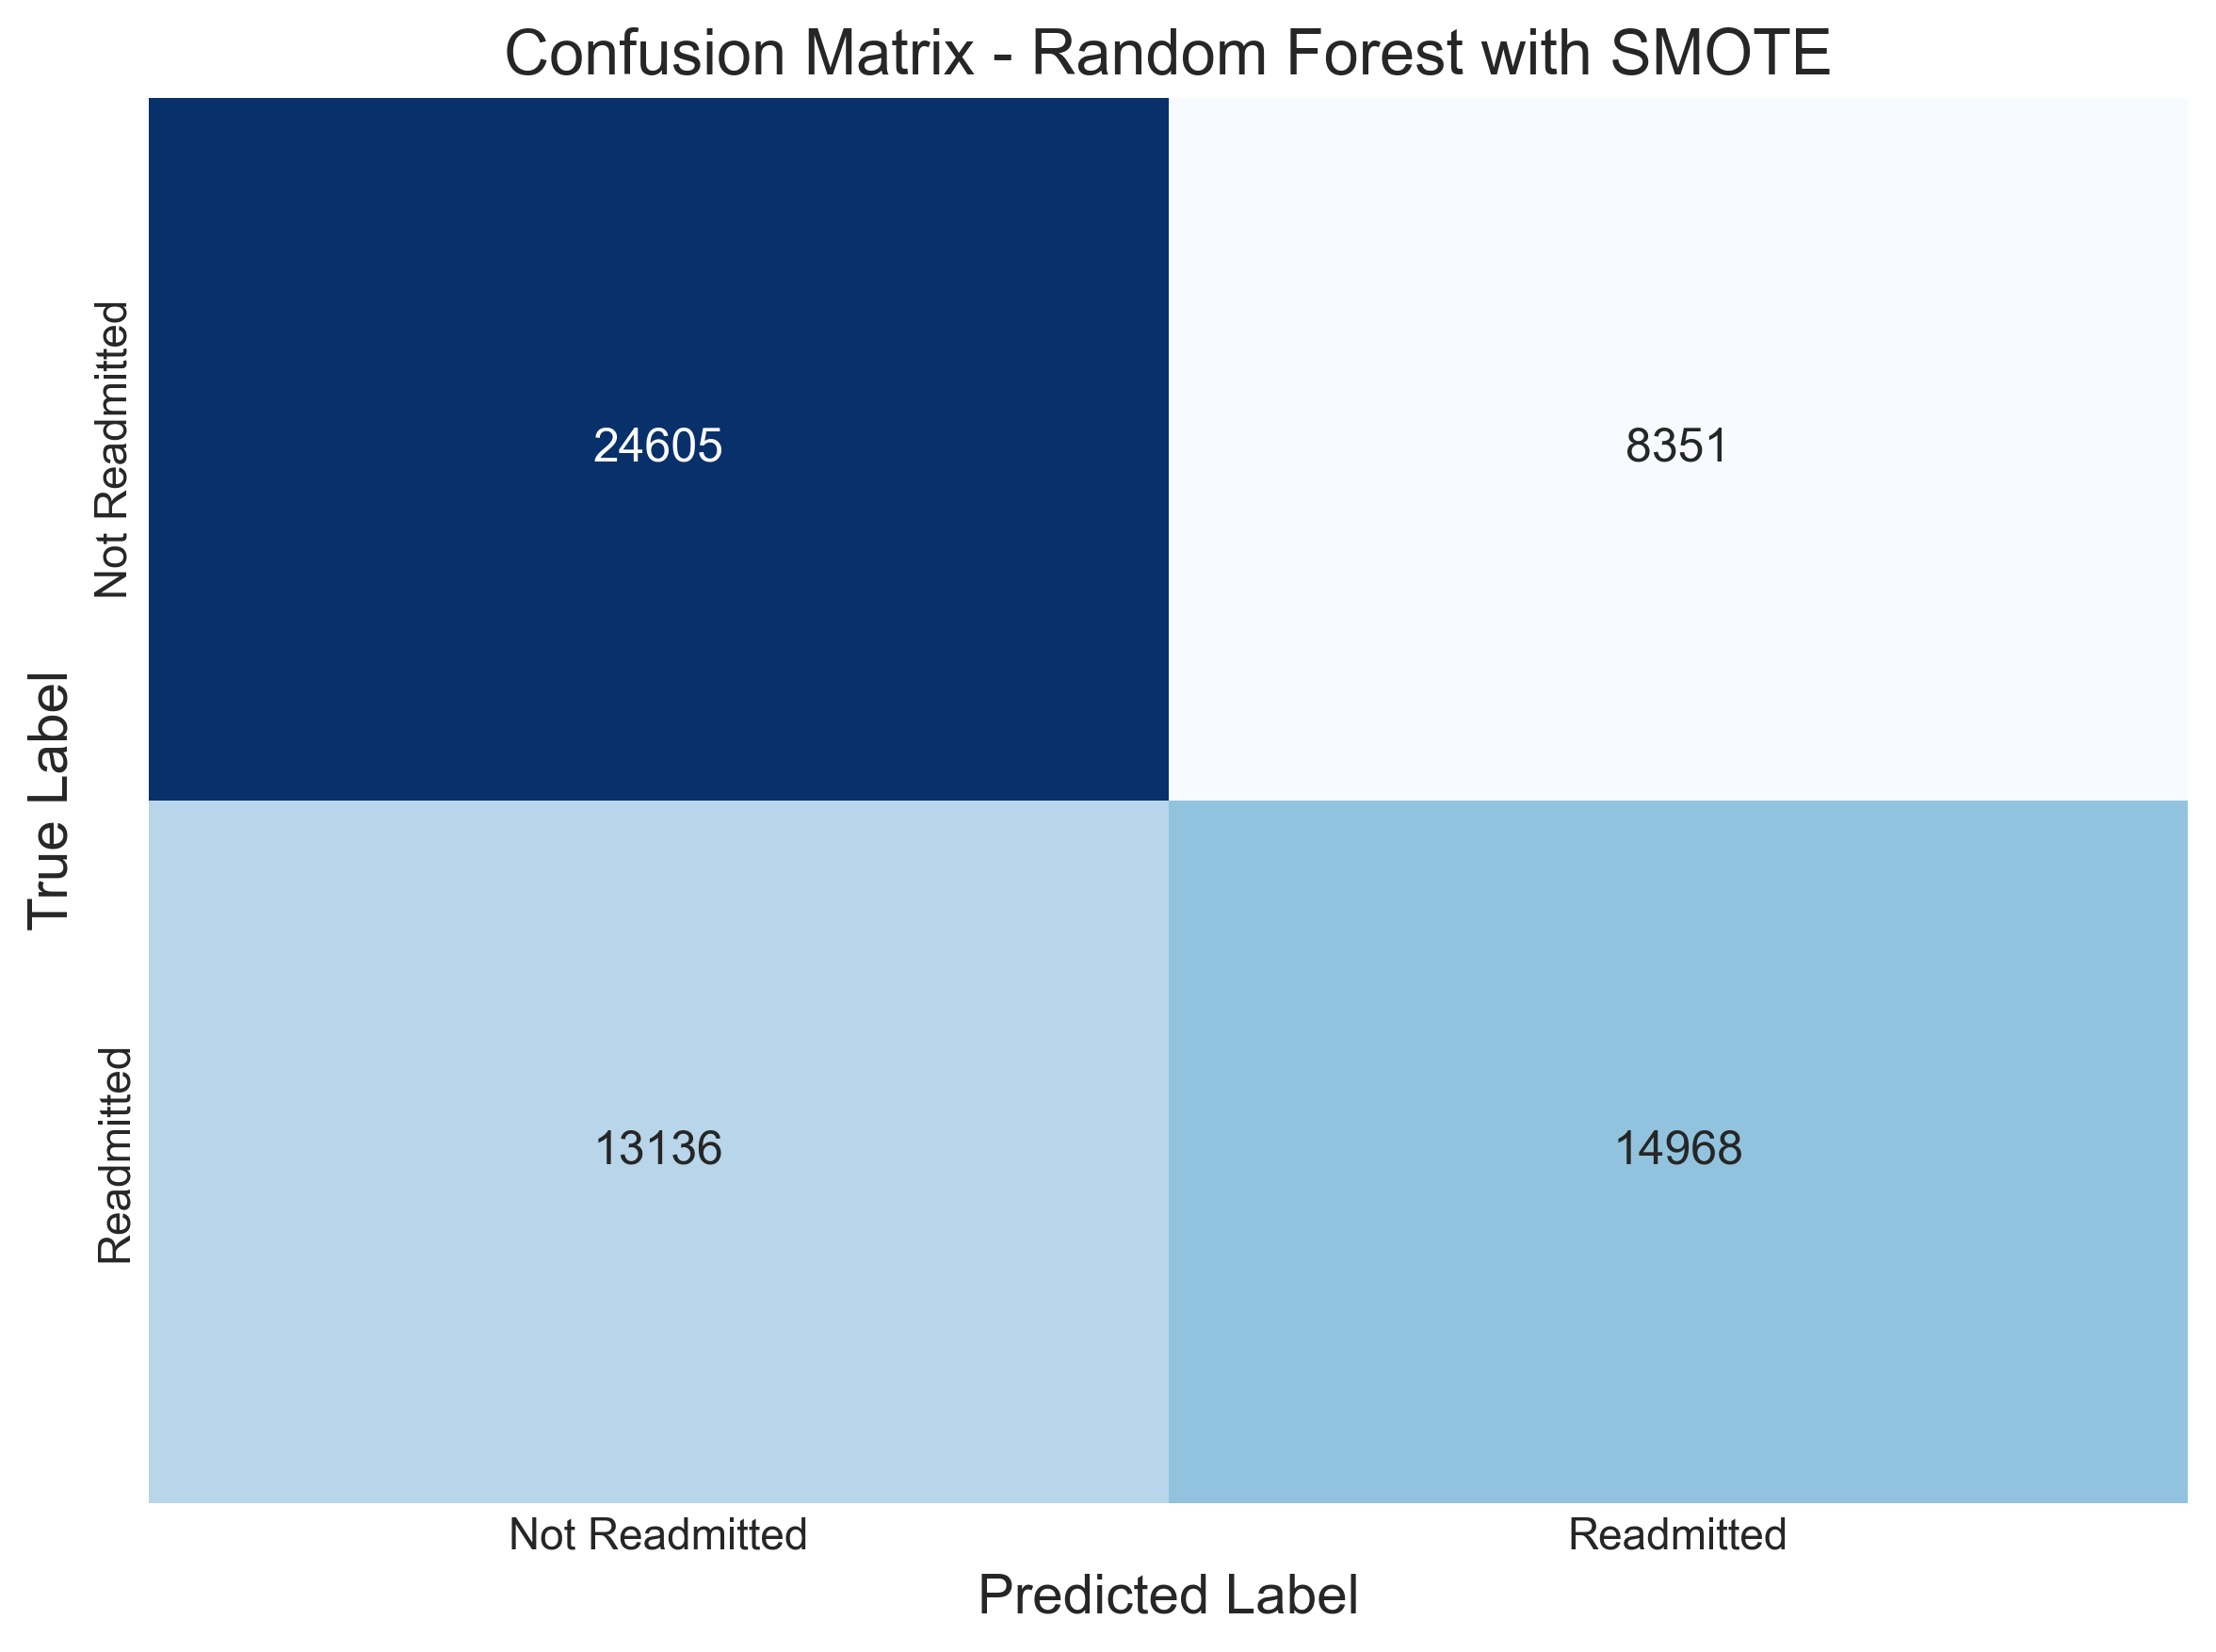 Confusion Matrix - Random Forest with SMOTE
True Label
Not Readmitted
24605
8351
Readmitted
13136
14968
Not Readmitted
Readmitted
Predicted Label